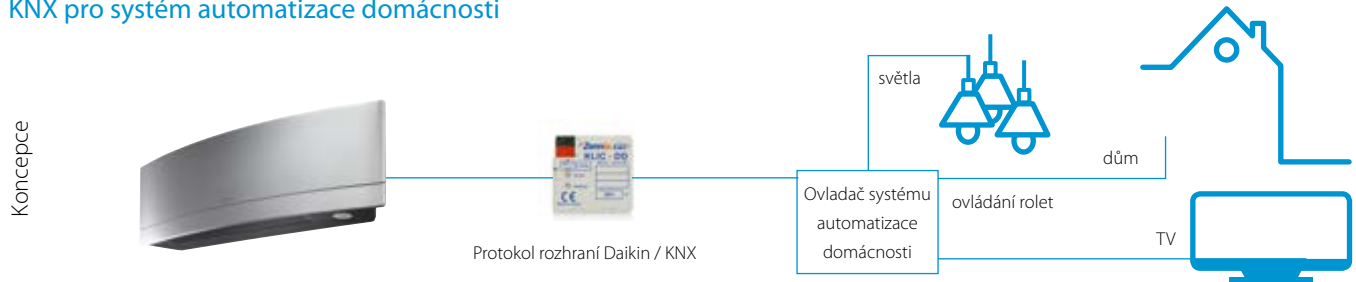 KNX pro systém automatizace domácnosti
Koncepce
KLIC - DD
CE
Protokol rozhraní Daikin / KNX
Ovladač systému
automatizace
domácnosti
světla
dům
ovládání rolet
TV